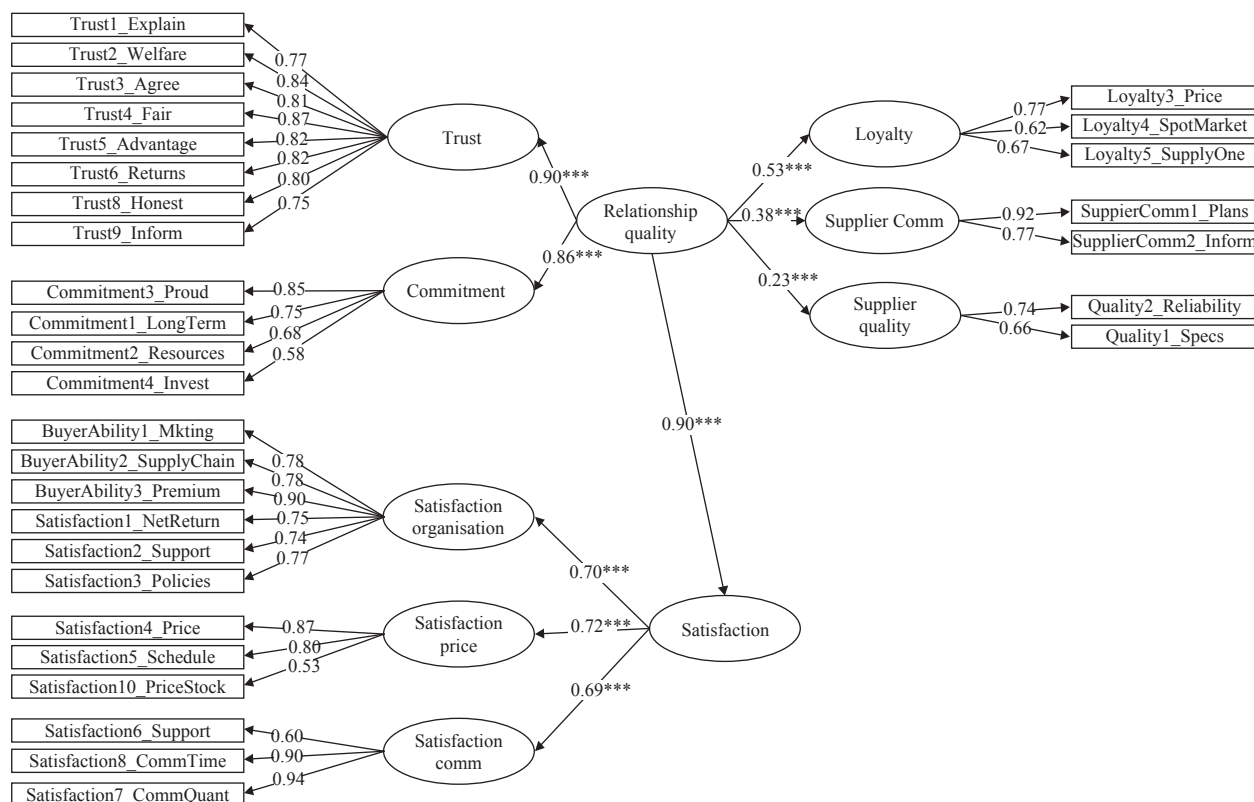 Trust1_Explain
Trust2_Welfare
Trust3_Agree
Trust4_Fair
Trust5_Advantage
Trust6_Returns
Trust8_Honest
Trust9_Inform
0.77
0.84
0.81
0.87
0.82
0.82
0.80
0.75
Trust
0.90***
Relationship
quality
0.86***
Commitment3_Proud
Commitment1_LongTerm
Commitment2_Resources
Commitment4_Invest
0.85
0.75
0.68
0.58
Commitment
0.53***
0.38***
0.23***
Loyalty
0.77
0.62
0.67
Loyalty3_Price
Loyalty4_SpotMarket
Loyalty5_SupplyOne
Supplier Comm
0.92
0.77
SuppierComm1_Plans
SupplierComm2_Inform
Supplier
quality
0.74
0.66
Quality2_Reliability
Quality1_Specs
0.90***
BuyerAbility1_Mkting
BuyerAbility2_SupplyChain
BuyerAbility3_Premium
Satisfaction1_NetReturn
Satisfaction2_Support
Satisfaction3_Policies
0.78
0.78
0.90
0.75
0.74
0.77
Satisfaction
organisation
0.70***
0.72***
0.69***
Satisfaction
Satisfaction4_Price
Satisfaction5_Schedule
Satisfaction10_PriceStock
0.87
0.80
0.53
Satisfaction
price
Satisfaction6_Support
Satisfaction8_CommTime
Satisfaction7_CommQuant
0.60
0.90
0.94
Satisfaction
comm